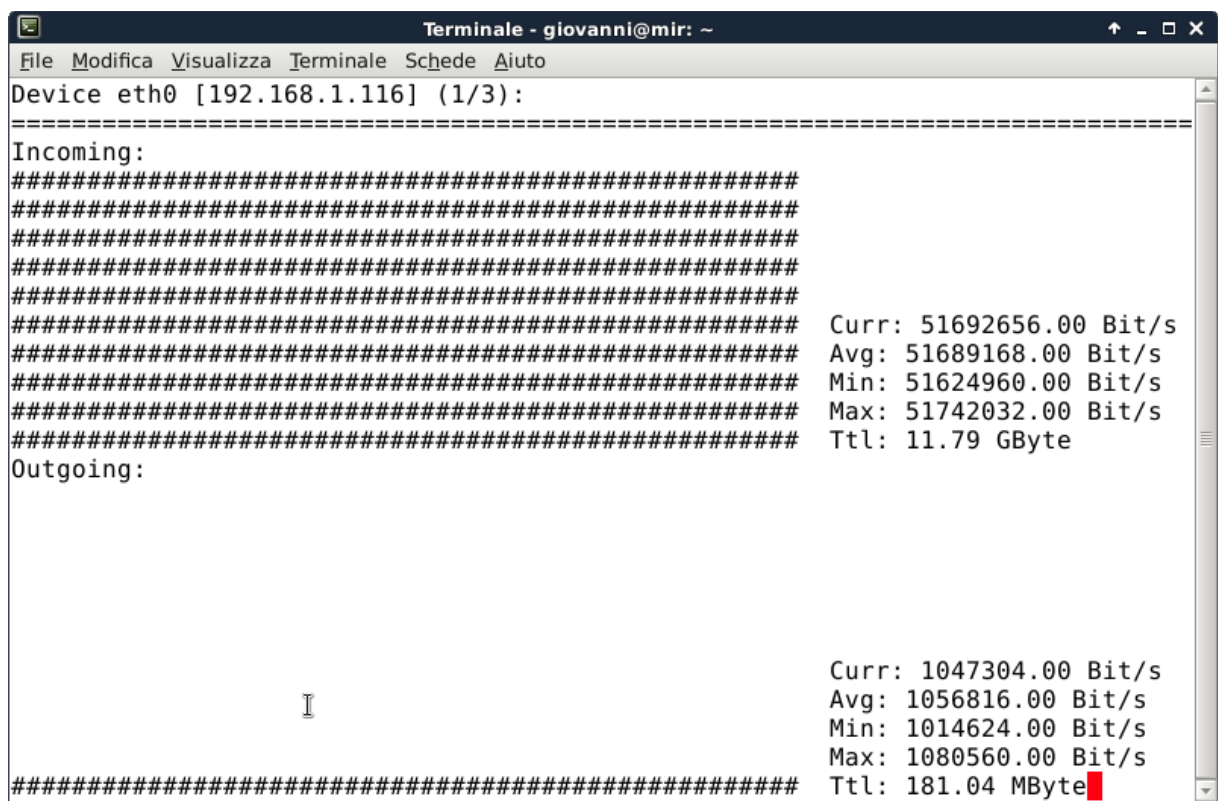 Terminale - giovanni@mir: ~
File Modifica Visualizza Terminale Schede Aiuto
Device eth0 [192.168.1.116] (1/3):
==============================================================================
Incoming:
####################################################
####################################################
####################################################
####################################################
####################################################
#################################################### Curr: 51692656.00 Bit/s
#################################################### Avg: 51689168.00 Bit/s
#################################################### Min: 51624960.00 Bit/s
#################################################### Max: 51742032.00 Bit/s
#################################################### Ttl: 11.79 GByte
Outgoing:
Curr: 1047304.00 Bit/s
Avg: 1056816.00 Bit/s
Min: 1014624.00 Bit/s
Max: 1080560.00 Bit/s
#################################################### Ttl: 181.04 MByte